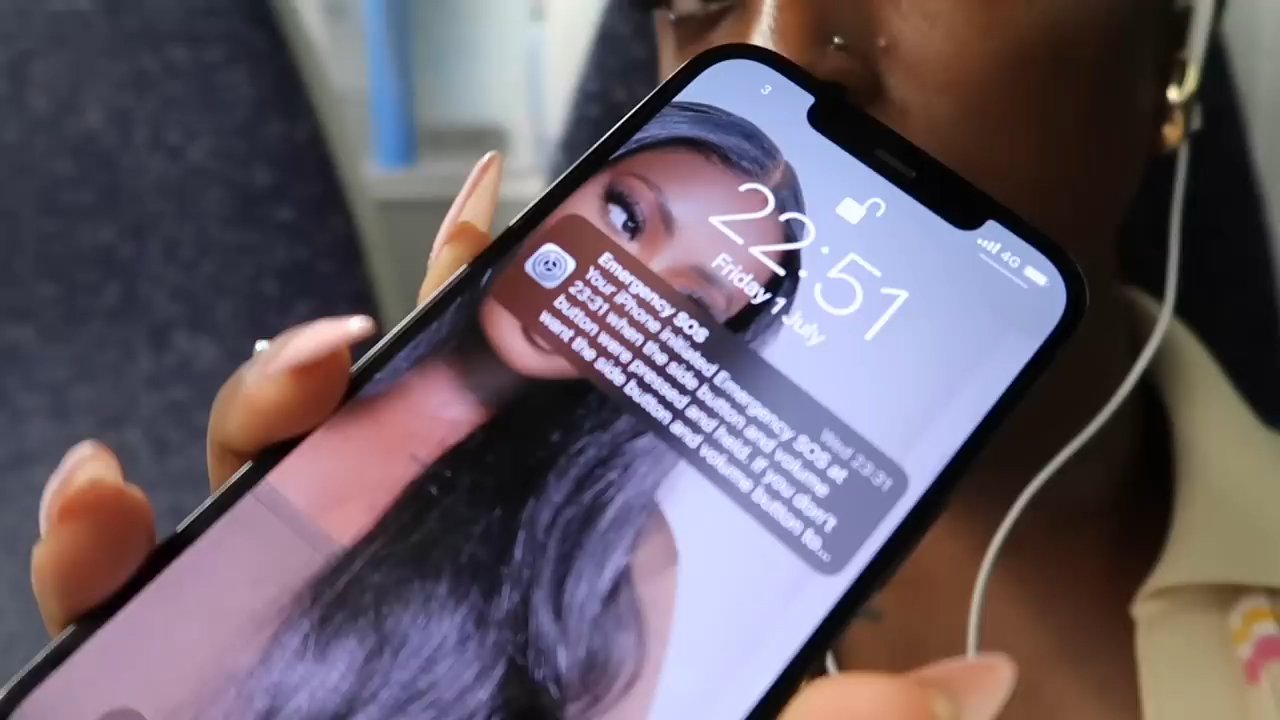 3
4G
22:51
Friday 1 July
Emergency SOS
Wed 23:31
Your iPhone initiated Emergency SOS at
23:31 when the side button and volume
button were pressed and held. If you don't
want the side button and volume button to...